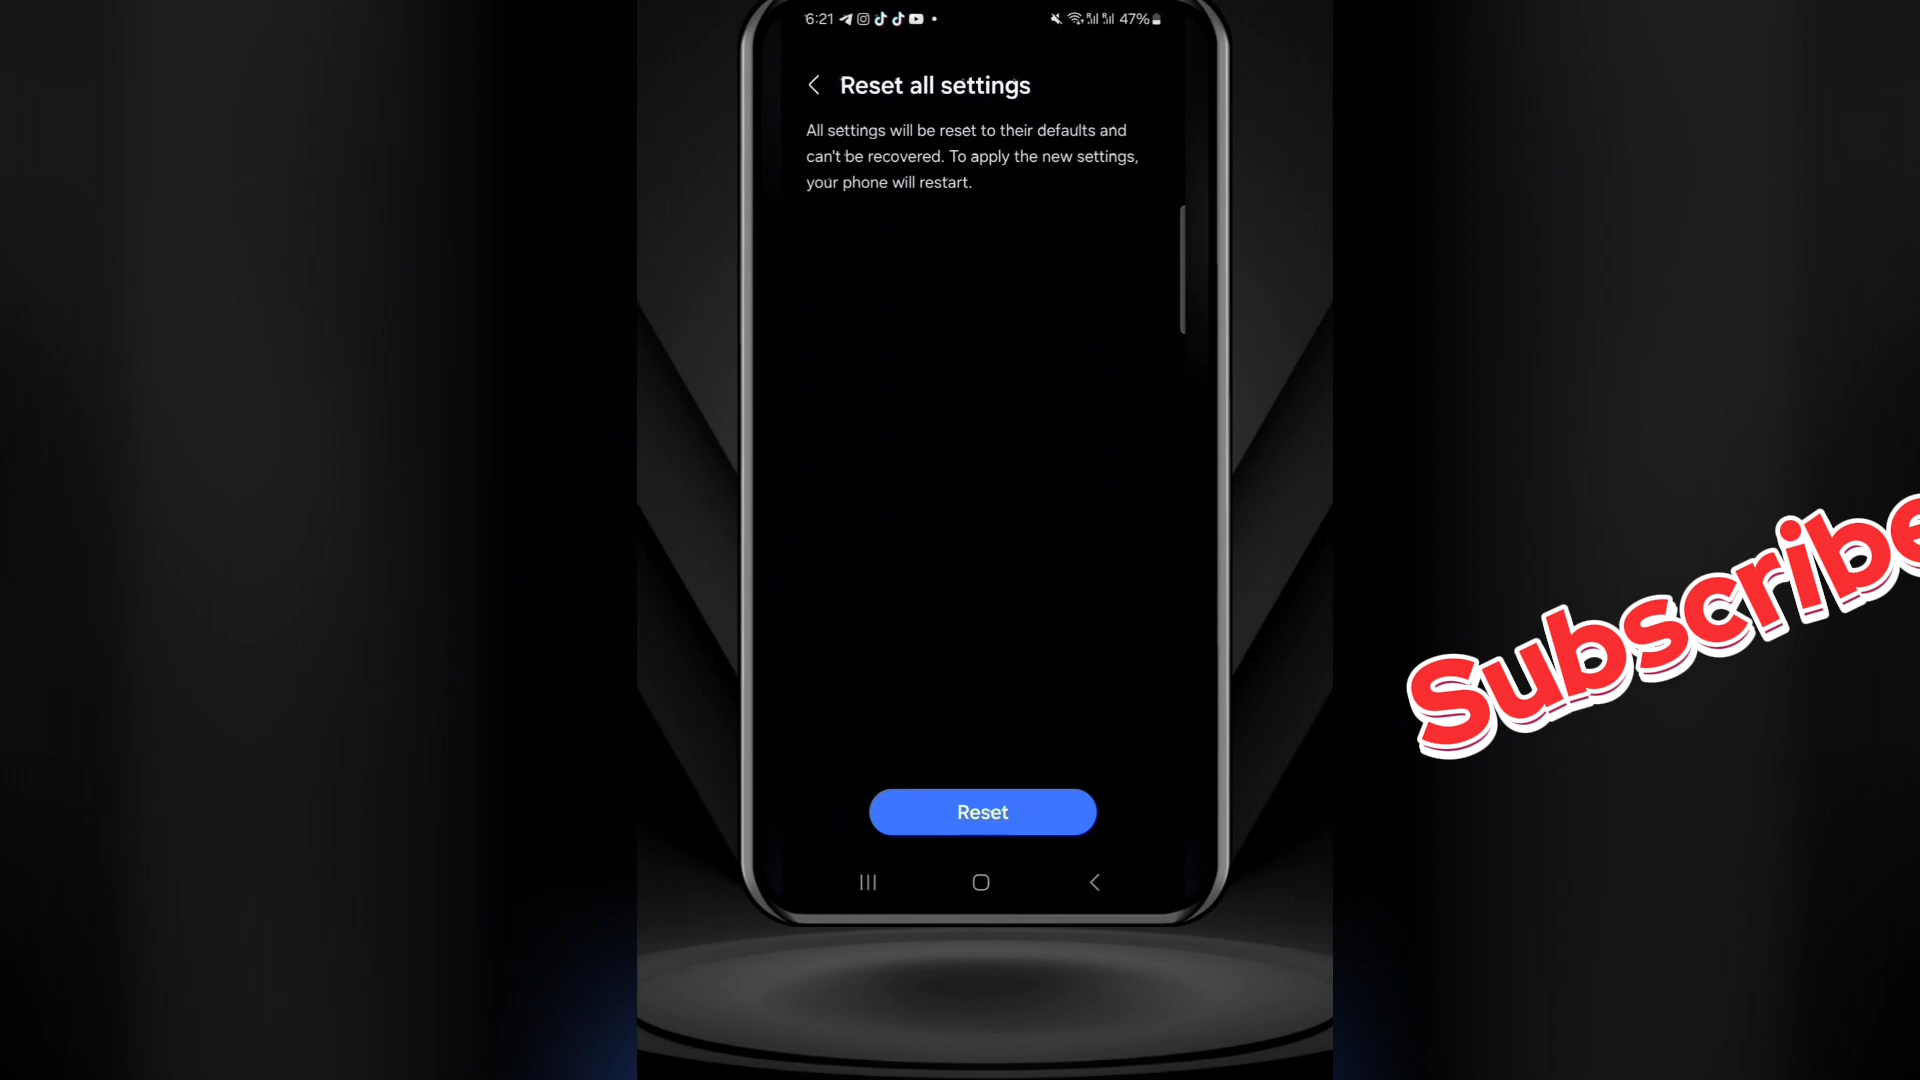 6:21
47%
Reset all settings
All settings will be reset to their defaults and
can't be recovered. To apply the new settings,
your phone will restart.
Subscribe
Reset